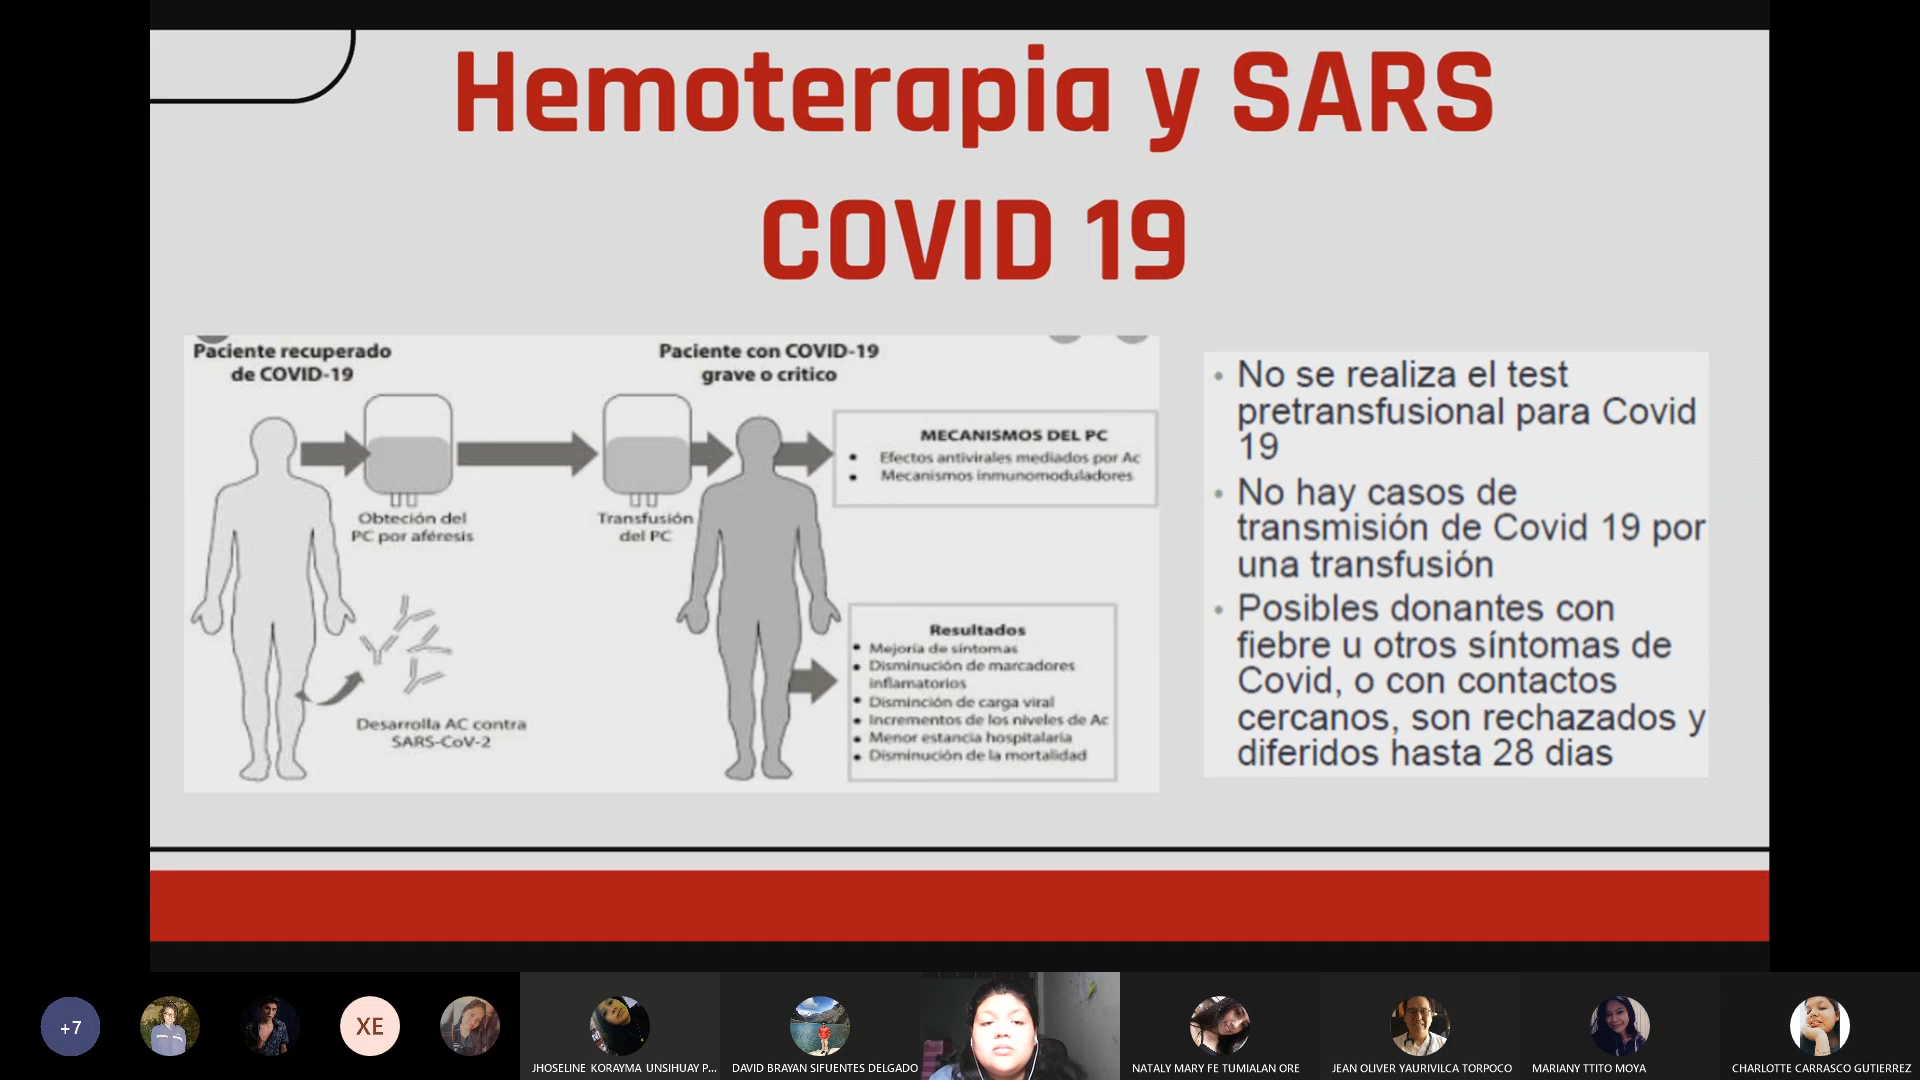 Hemoterapia y SARS
COVID 19
Paciente recuperado
de COVID-19
Paciente con COVID-19
grave o critico
Obteción del
PC por aféresis
Transfusión
del PC
MECANISMOS DEL PC
• Efectos antivirales mediados por Ac
• Mecanismos inmunomoduladores
Desarrolla AC contra
SARS-CoV-2
Resultados
• Mejoría de síntomas
• Disminución de marcadores
inflamatorios
• Disminción de carga viral
• Incrementos de los niveles de Ac
• Menor estancia hospitalaria
• Disminución de la mortalidad
• No se realiza el test
pretransfusional para Covid
19
• No hay casos de
transmisión de Covid 19 por
una transfusión
• Posibles donantes con
fiebre u otros síntomas de
Covid, o con contactos
cercanos, son rechazados y
diferidos hasta 28 dias
+7
XE
JHOSELINE KORAYMA UNSIHUAY P...
DAVID BRAYAN SIFUENTES DELGADO
NATALY MARY FE TUMIALAN ORE
JEAN OLIVER YAURIVILCA TORPOCO
MARIANY TTITO MOYA
CHARLOTTE CARRASCO GUTIERREZ